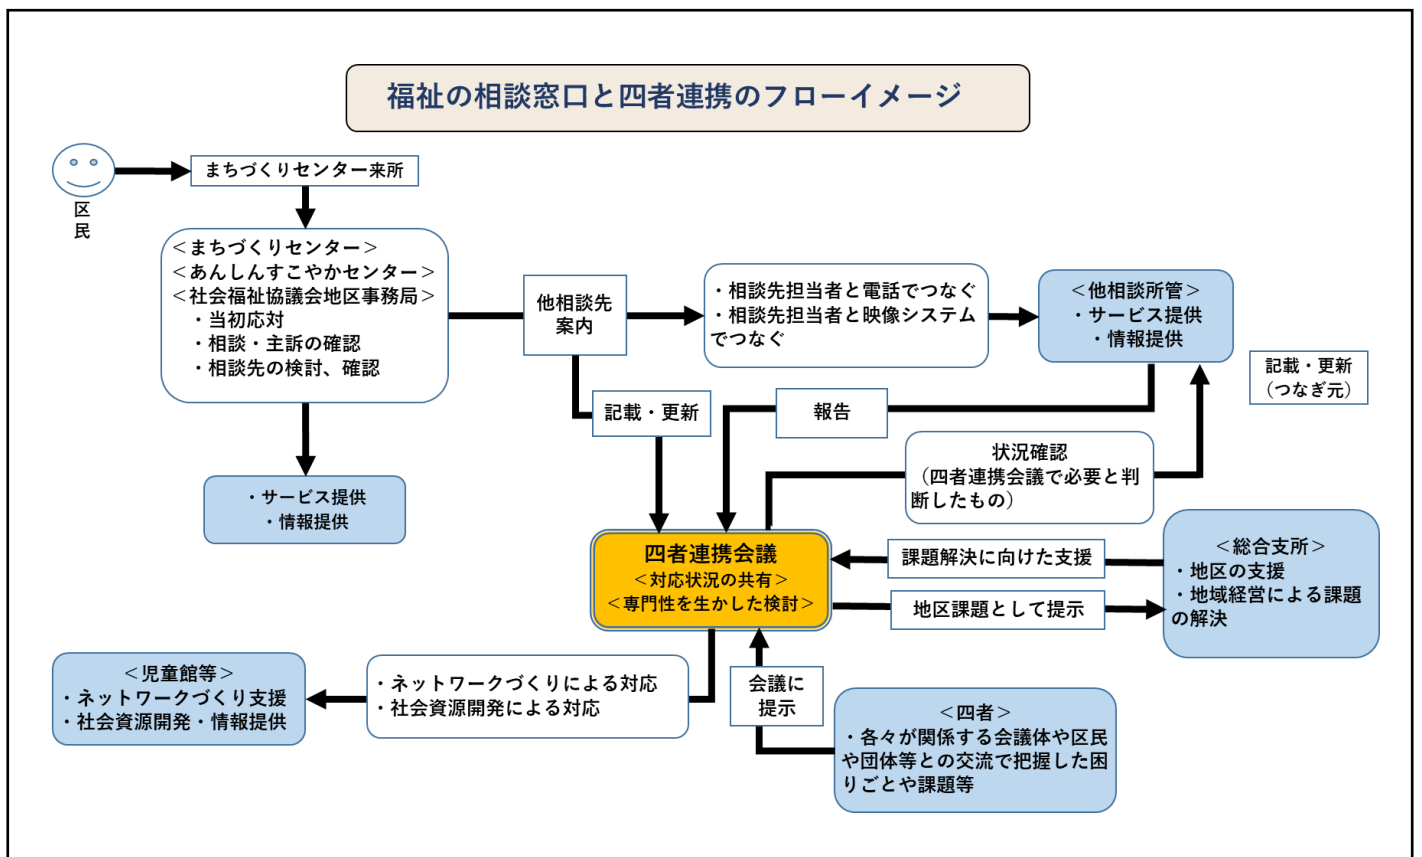 福祉の相談窓口と四者連携のフローイメージ
区
民
まちづくりセンター来所
＜まちづくりセンター＞
＜あんしんすこやかセンター＞
＜社会福祉協議会地区事務局＞
・当初応対
・相談・主訴の確認
・相談先の検討、確認
他相談先
案内
・相談先担当者と電話でつなぐ
・相談先担当者と映像システム
でつなぐ
＜他相談所管＞
・サービス提供
・情報提供
記載・更新
（つなぎ元）
記載・更新
報告
状況確認
（四者連携会議で必要と判
断したもの）
・サービス提供
・情報提供
四者連携会議
＜対応状況の共有＞
＜専門性を生かした検討＞
課題解決に向けた支援
地区課題として提示
＜総合支所＞
・地区の支援
・地域経営による課題
の解決
＜児童館等＞
・ネットワークづくり支援
・社会資源開発・情報提供
・ネットワークづくりによる対応
・社会資源開発による対応
会議に
提示
＜四者＞
・各々が関係する会議体や区民
や団体等との交流で把握した困
りごとや課題等